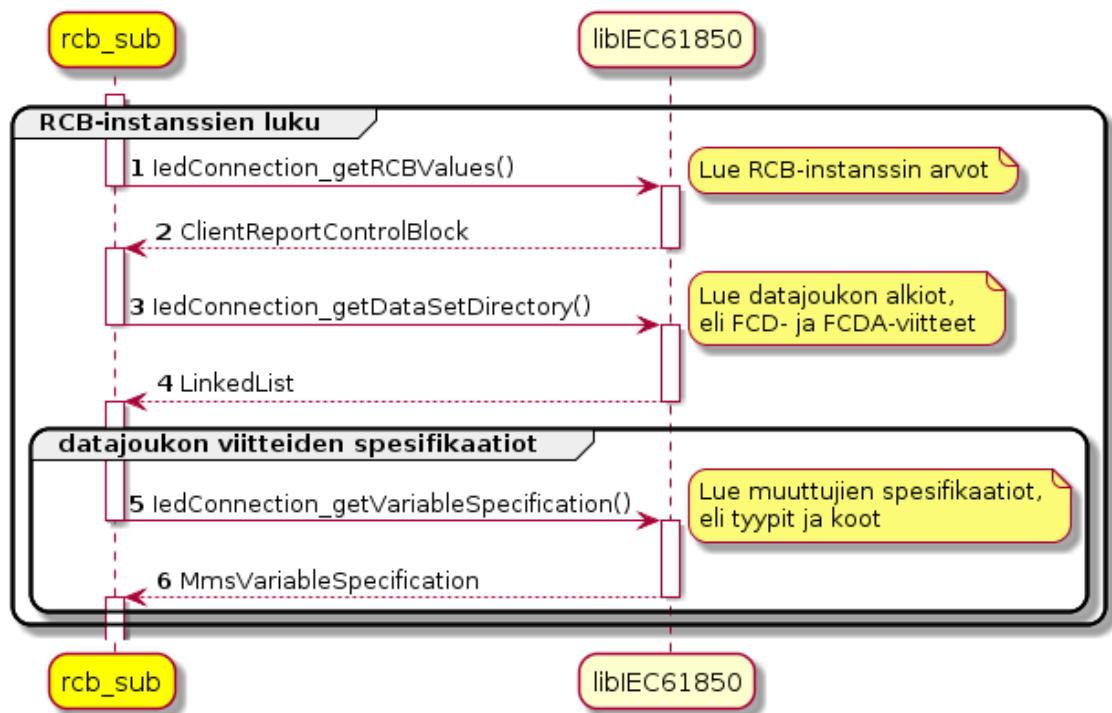 rcb_sub
libIEC61850
RCB-instanssien luku
1 IedConnection_getRCBValues()
Lue RCB-instanssin arvot
2 ClientReportControlBlock
3 IedConnection_getDataSetDirectory()
Lue datajoukon alkiot,
eli FCD- ja FCDA-viitteet
4 LinkedList
datajoukon viitteiden spesifikaatiot
5 IedConnection_getVariableSpecification()
Lue muuttujien spesifikaatiot,
eli tyypit ja koot
6 MmsVariableSpecification
rcb_sub
libIEC61850